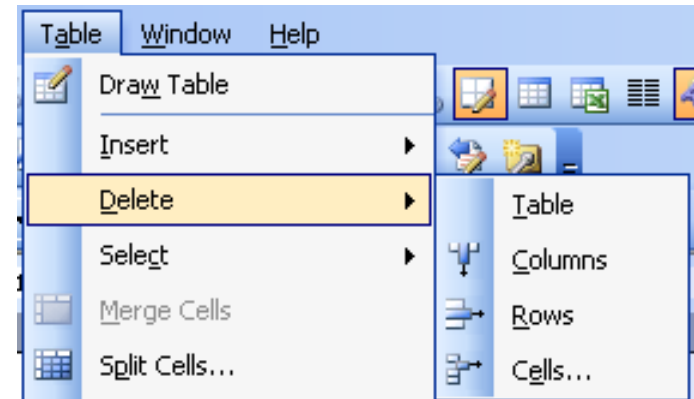 Table Window Help
Draw Table
Insert
Delete
Select
Merge Cells
Split Cells...
Table
Columns
Rows
Cells...